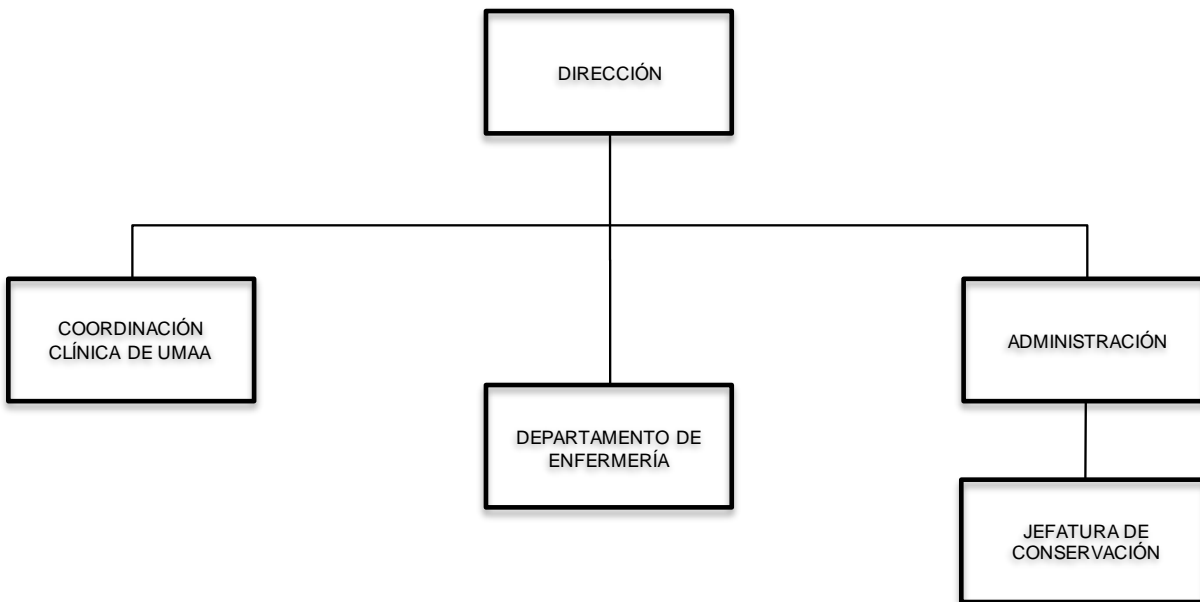 DIRECCIÓN
COORDINACIÓN
CLÍNICA DE UMAA
ADMINISTRACIÓN
DEPARTAMENTO DE
ENFERMERÍA
JEFATURA DE
CONSERVACIÓN